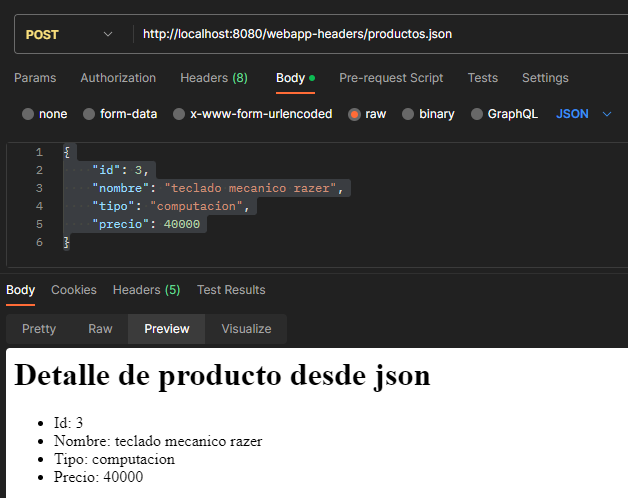 POST http://localhost:8080/webapp-headers/productos.json
Params Authorization Headers (8) Body Pre-request Script Tests Settings
none form-data x-www-form-urlencoded raw binary GraphQL JSON
1 {
2 "id": 3,
3 "nombre": "teclado mecanico razer",
4 "tipo": "computacion",
5 "precio": 40000
6 }
Body Cookies Headers (5) Test Results
Pretty Raw Preview Visualize
Detalle de producto desde json
• Id: 3
• Nombre: teclado mecanico razer
• Tipo: computacion
• Precio: 40000